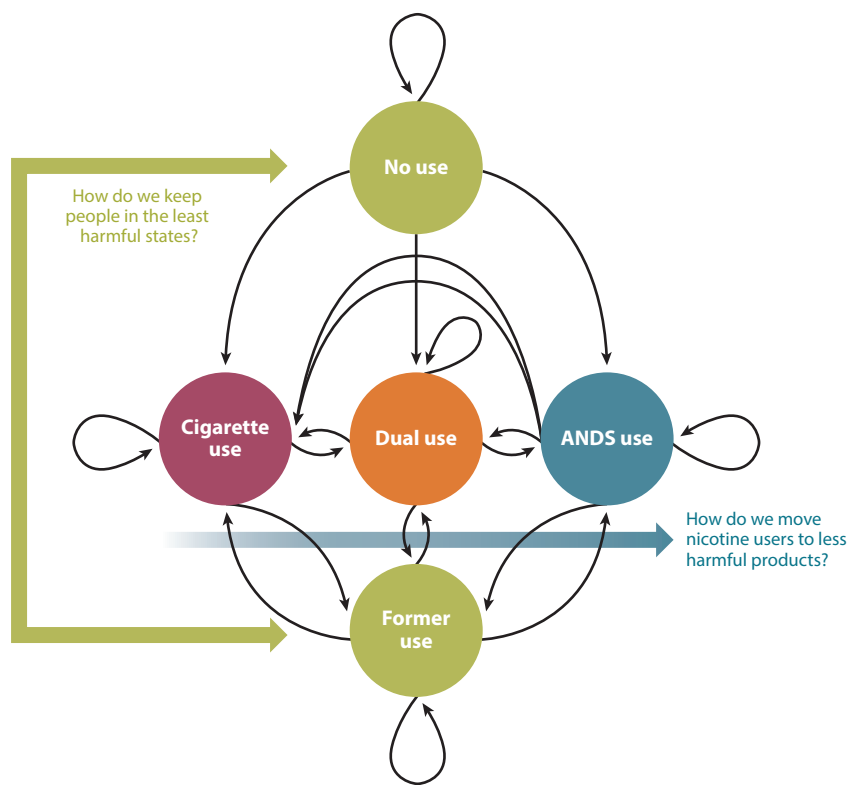 No use
How do we keep
people in the least
harmful states?
Cigarette
use
Dual use
ANDS use
How do we move
nicotine users to less
harmful products?
Former
use